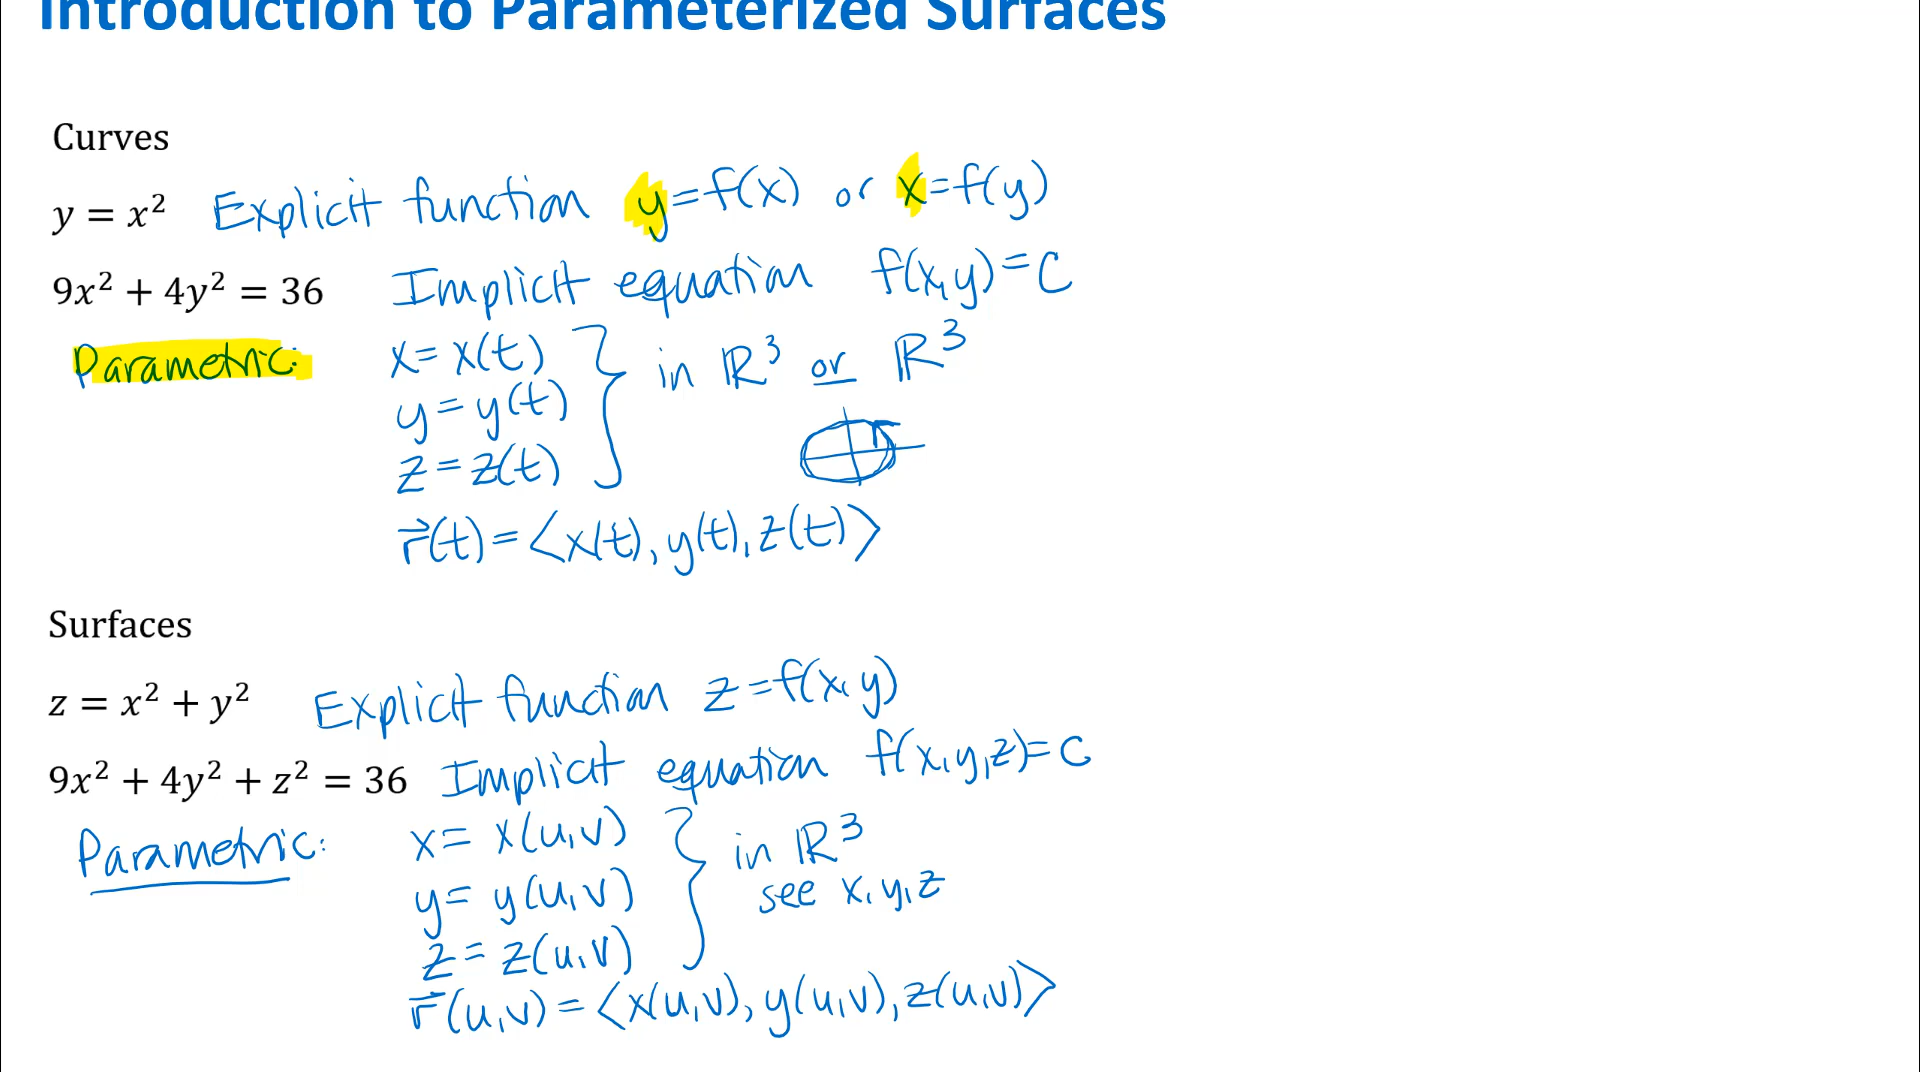 Introduction to Parameterized Surfaces
Curves
y = x² Explicit function y=f(x) or x=f(y)
9x² + 4y² = 36 Implicit equation f(x,y)=C
Parametric: x= x(t) } in ℝ³ or ℝ³
y= y(t)
z=z(t)
r⃗(t)=⟨x(t), y(t), z(t)⟩
Surfaces
z = x² + y² Explicit function z=f(x,y)
9x² + 4y² + z² = 36 Implicit equation f(x,y,z)=C
Parametric: x= x(u,v) } in ℝ³
y= y(u,v) see x,y,z
z= z(u,v)
r⃗(u,v)=⟨x(u,v), y(u,v), z(u,v)⟩